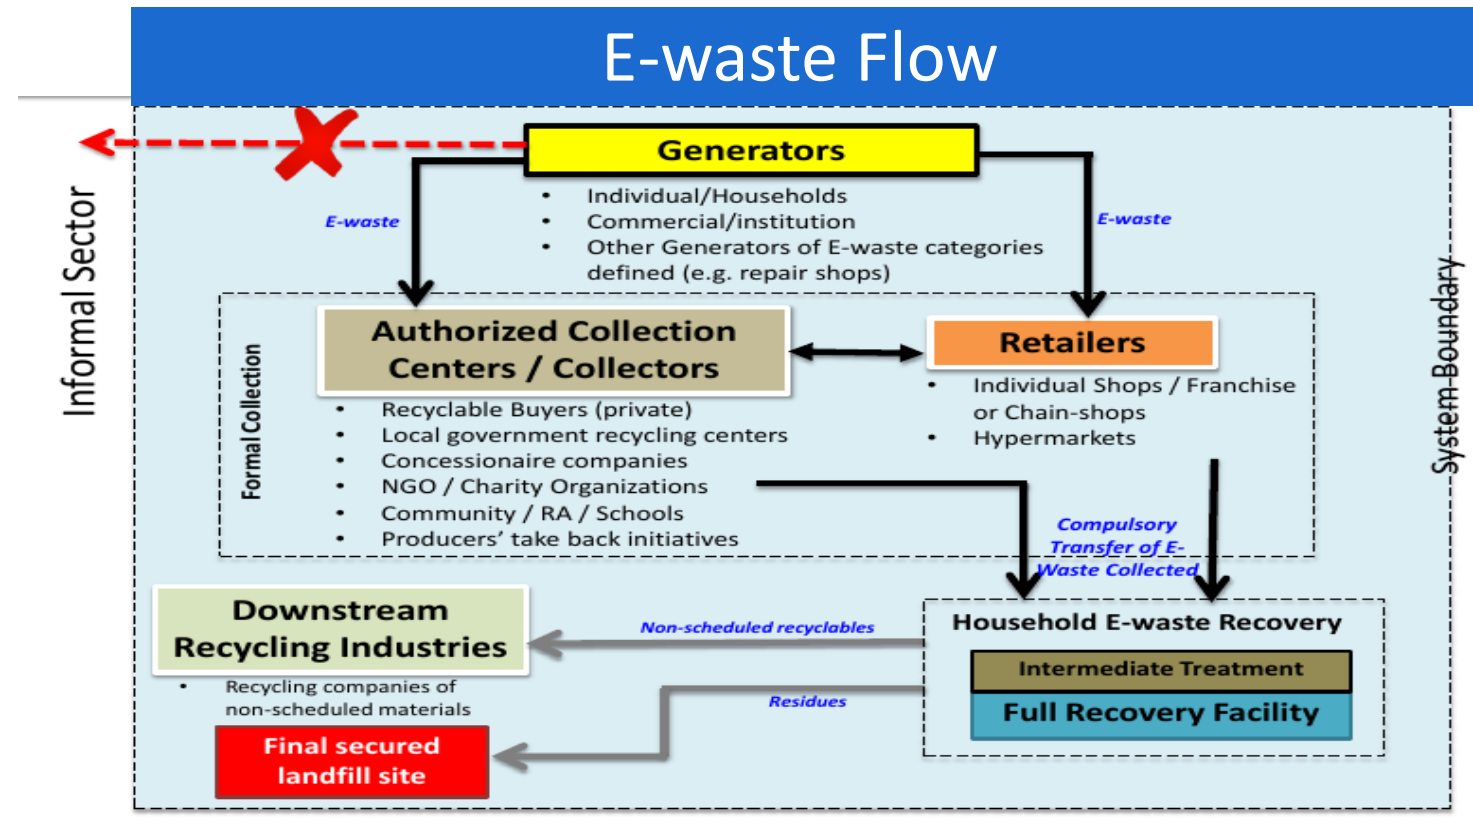 E-waste Flow
Generators
• Individual/Households
• Commercial/institution
• Other Generators of E-waste categories
defined (e.g. repair shops)
E-waste
E-waste
Informal Sector
System Boundary
Formal Collection
Authorized Collection
Centers / Collectors
• Recyclable Buyers (private)
• Local government recycling centers
• Concessionaire companies
• NGO / Charity Organizations
• Community / RA / Schools
• Producers’ take back initiatives
Retailers
• Individual Shops / Franchise
or Chain-shops
• Hypermarkets
Compulsory
Transfer of E-
Waste Collected
Household E-waste Recovery
Intermediate Treatment
Full Recovery Facility
Non-scheduled recyclables
Residues
Downstream
Recycling Industries
• Recycling companies of
non-scheduled materials
Final secured
landfill site